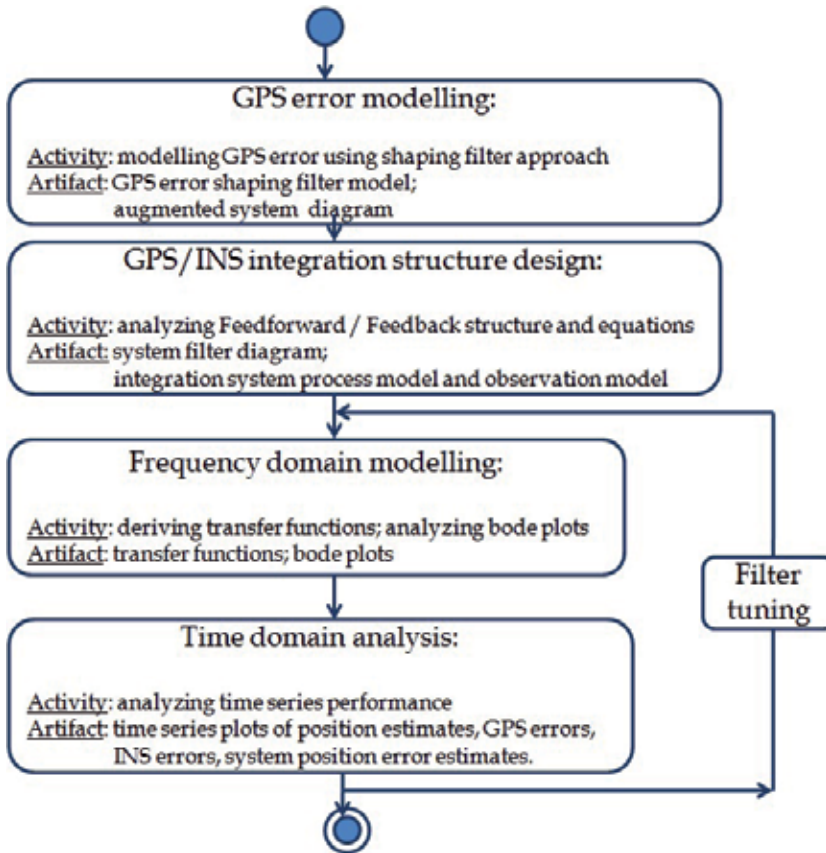 GPS error modelling:
Activity: modelling GPS error using shaping filter approach
Artifact: GPS error shaping filter model;
augmented system diagram
GPS/INS integration structure design:
Activity: analyzing Feedforward / Feedback structure and equations
Artifact: system filter diagram;
integration system process model and observation model
Frequency domain modelling:
Activity: deriving transfer functions; analyzing bode plots
Artifact: transfer functions; bode plots
Filter
tuning
Time domain analysis:
Activity: analyzing time series performance
Artifact: time series plots of position estimates, GPS errors,
INS errors, system position error estimates.